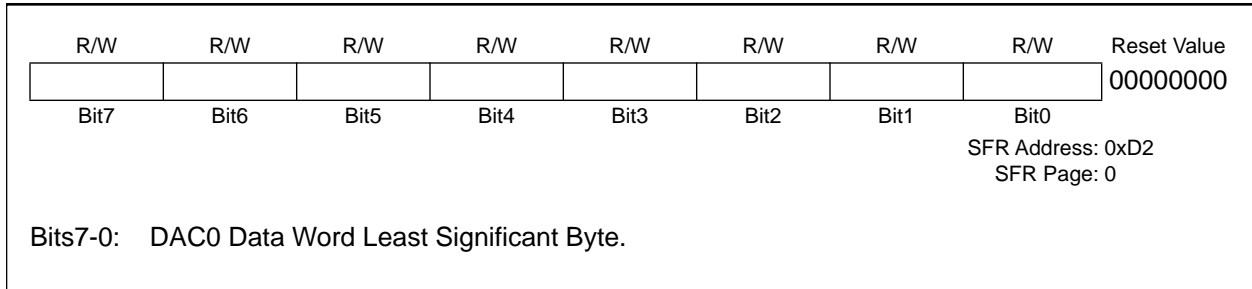 R/W R/W R/W R/W R/W R/W R/W R/W Reset Value
00000000
Bit7 Bit6 Bit5 Bit4 Bit3 Bit2 Bit1 Bit0
SFR Address: 0xD2
SFR Page: 0
Bits7-0: DAC0 Data Word Least Significant Byte.